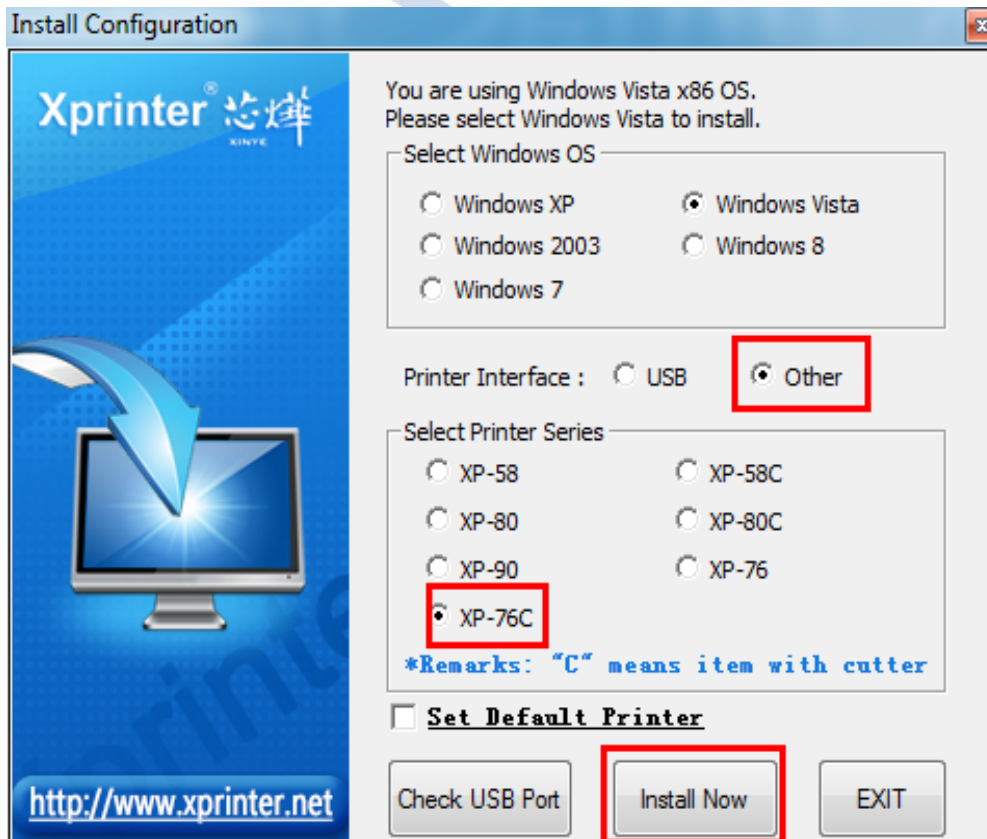 Install Configuration
Xprinter® 芯烨
XINYE
You are using Windows Vista x86 OS.
Please select Windows Vista to install.
Select Windows OS
Windows XP Windows Vista
Windows 2003 Windows 8
Windows 7
Printer Interface : USB Other
Select Printer Series
XP-58 XP-58C
XP-80 XP-80C
XP-90 XP-76
XP-76C
*Remarks: "C" means item with cutter
Set Default Printer
http://www.xprinter.net
Check USB Port Install Now EXIT